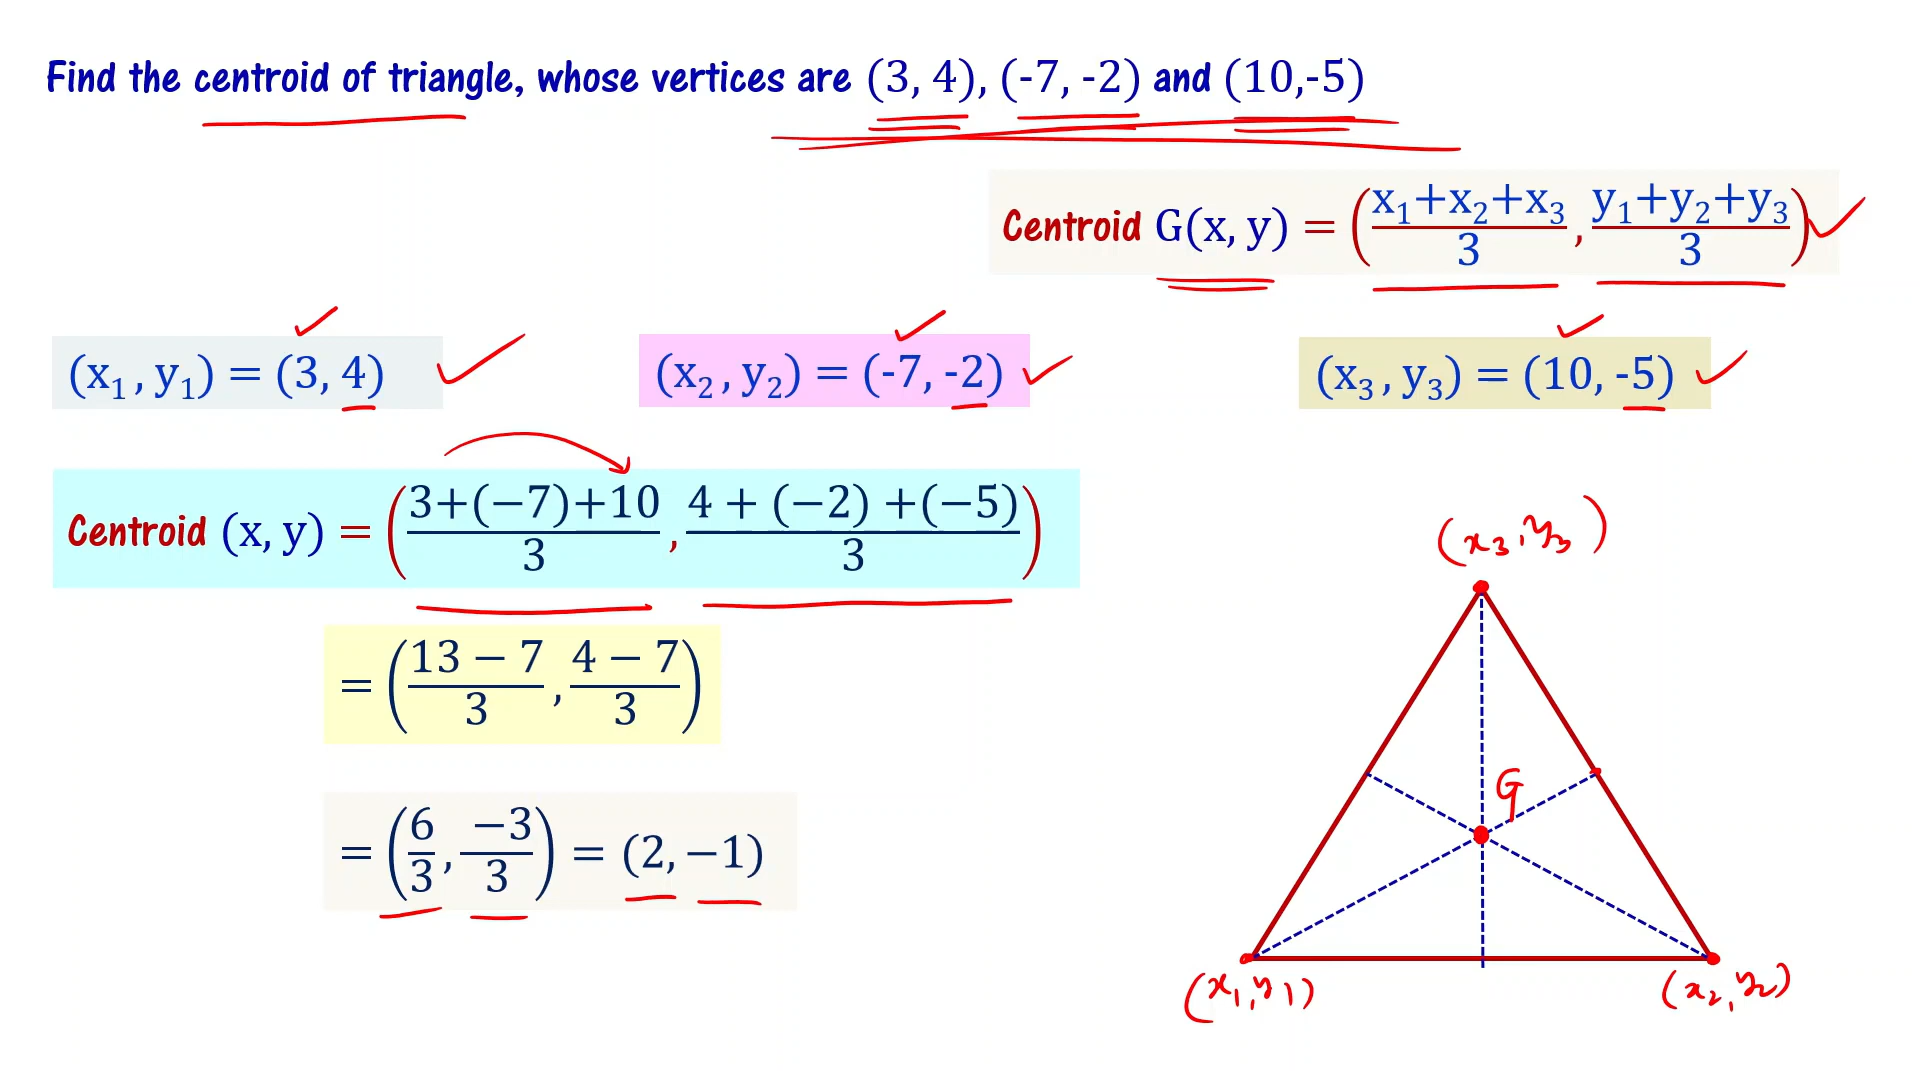 Find the centroid of triangle, whose vertices are (3, 4), (-7, -2) and (10,-5)
Centroid G(x, y) = (x₁+x₂+x₃/3, y₁+y₂+y₃/3)
(x₁, y₁) = (3, 4)
(x₂, y₂) = (-7, -2)
(x₃, y₃) = (10, -5)
Centroid (x, y) = (3+(−7)+10/3, 4 + (−2) +(−5)/3)
= (13 − 7/3, 4 − 7/3)
= (6/3, −3/3) = (2, −1)
(x₃, y₃)
G
(x₁, y₁)
(x₂, y₂)